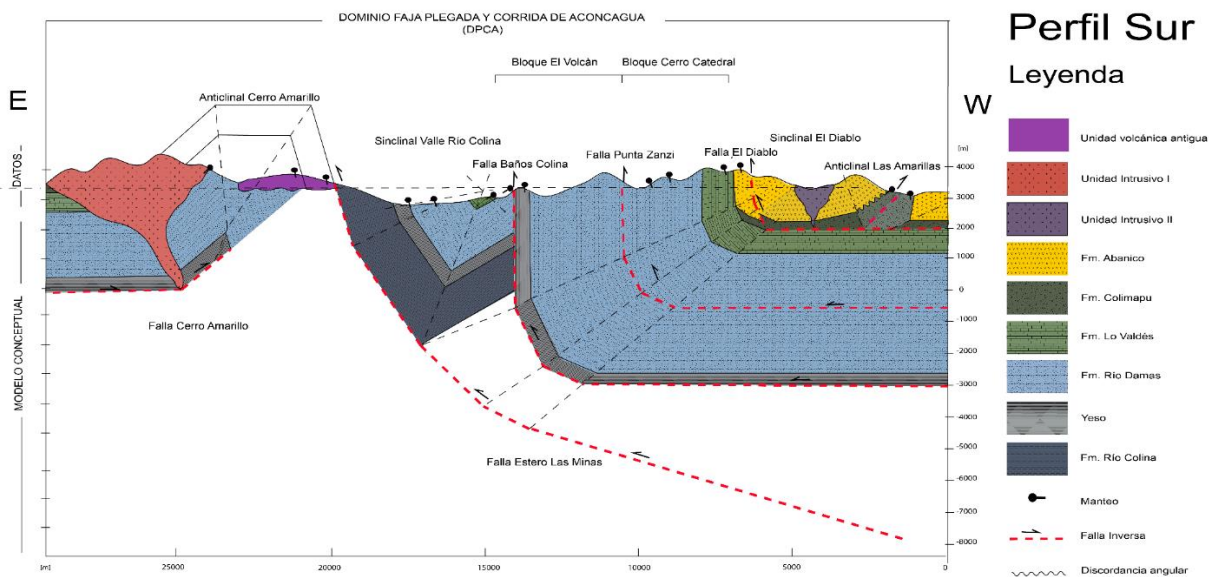 DOMINIO FAJA PLEGADA Y CORRIDA DE ACONCAGUA
(DPCA)
Perfil Sur
Leyenda
Bloque El Volcán
Bloque Cerro Catedral
E
W
Anticlinal Cerro Amarillo
Sinclinal Valle Río Colina
Falla Baños Colina
Falla Punta Zanzi
Sinclinal El Diablo
Falla El Diablo
Anticlinal Las Amarillas
DATOS
MODELO CONCEPTUAL
Falla Cerro Amarillo
Falla Estero Las Minas
[m]
4000
3000
2000
1000
0
-1000
-2000
-3000
-4000
-5000
-6000
-7000
-8000
[m]
25000
20000
15000
10000
5000
0
Unidad volcánica antigua
Unidad Intrusivo I
Unidad Intrusivo II
Fm. Abanico
Fm. Colimapu
Fm. Lo Valdés
Fm. Río Damas
Yeso
Fm. Río Colina
Manteo
Falla Inversa
Discordancia angular